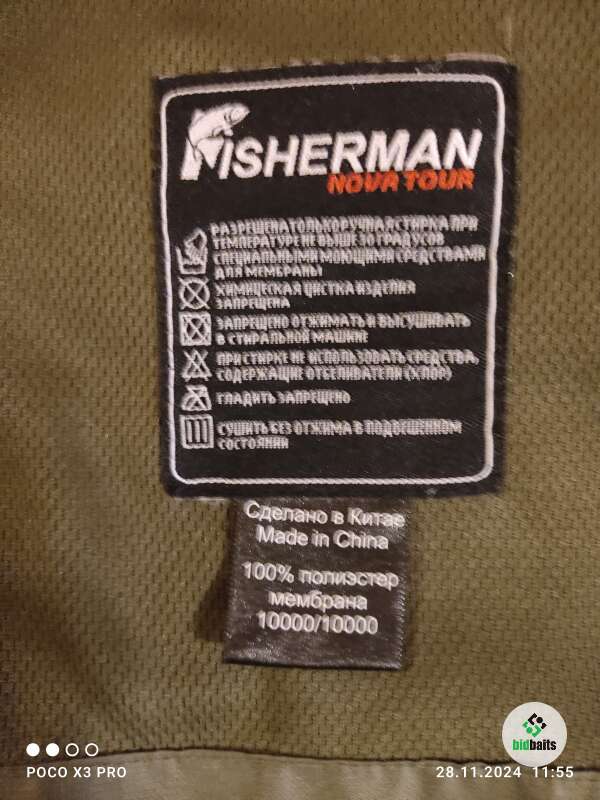 FISHERMAN
NOVA TOUR
РАЗРЕШЕНА ТОЛЬКО РУЧНАЯ СТИРКА ПРИ
ТЕМПЕРАТУРЕ НЕ ВЫШЕ 30 ГРАДУСОВ
СПЕЦИАЛЬНЫМИ МОЮЩИМИ СРЕДСТВАМИ
ДЛЯ МЕМБРАНЫ
ХИМИЧЕСКАЯ ЧИСТКА ИЗДЕЛИЯ
ЗАПРЕЩЕНА
ЗАПРЕЩЕНО ОТЖИМАТЬ И ВЫСУШИВАТЬ
В СТИРАЛЬНОЙ МАШИНЕ
ПРИ СТИРКЕ НЕ ИСПОЛЬЗОВАТЬ СРЕДСТВА,
СОДЕРЖАЩИЕ ОТБЕЛИВАТЕЛИ (ХЛОР)
ГЛАДИТЬ ЗАПРЕЩЕНО
СУШИТЬ БЕЗ ОТЖИМА В ПОДВЕШЕННОМ
СОСТОЯНИИ
Сделано в Китае
Made in China
100% полиэстер
мембрана
10000/10000
bidbaits
POCO X3 PRO
28.11.2024 11:55